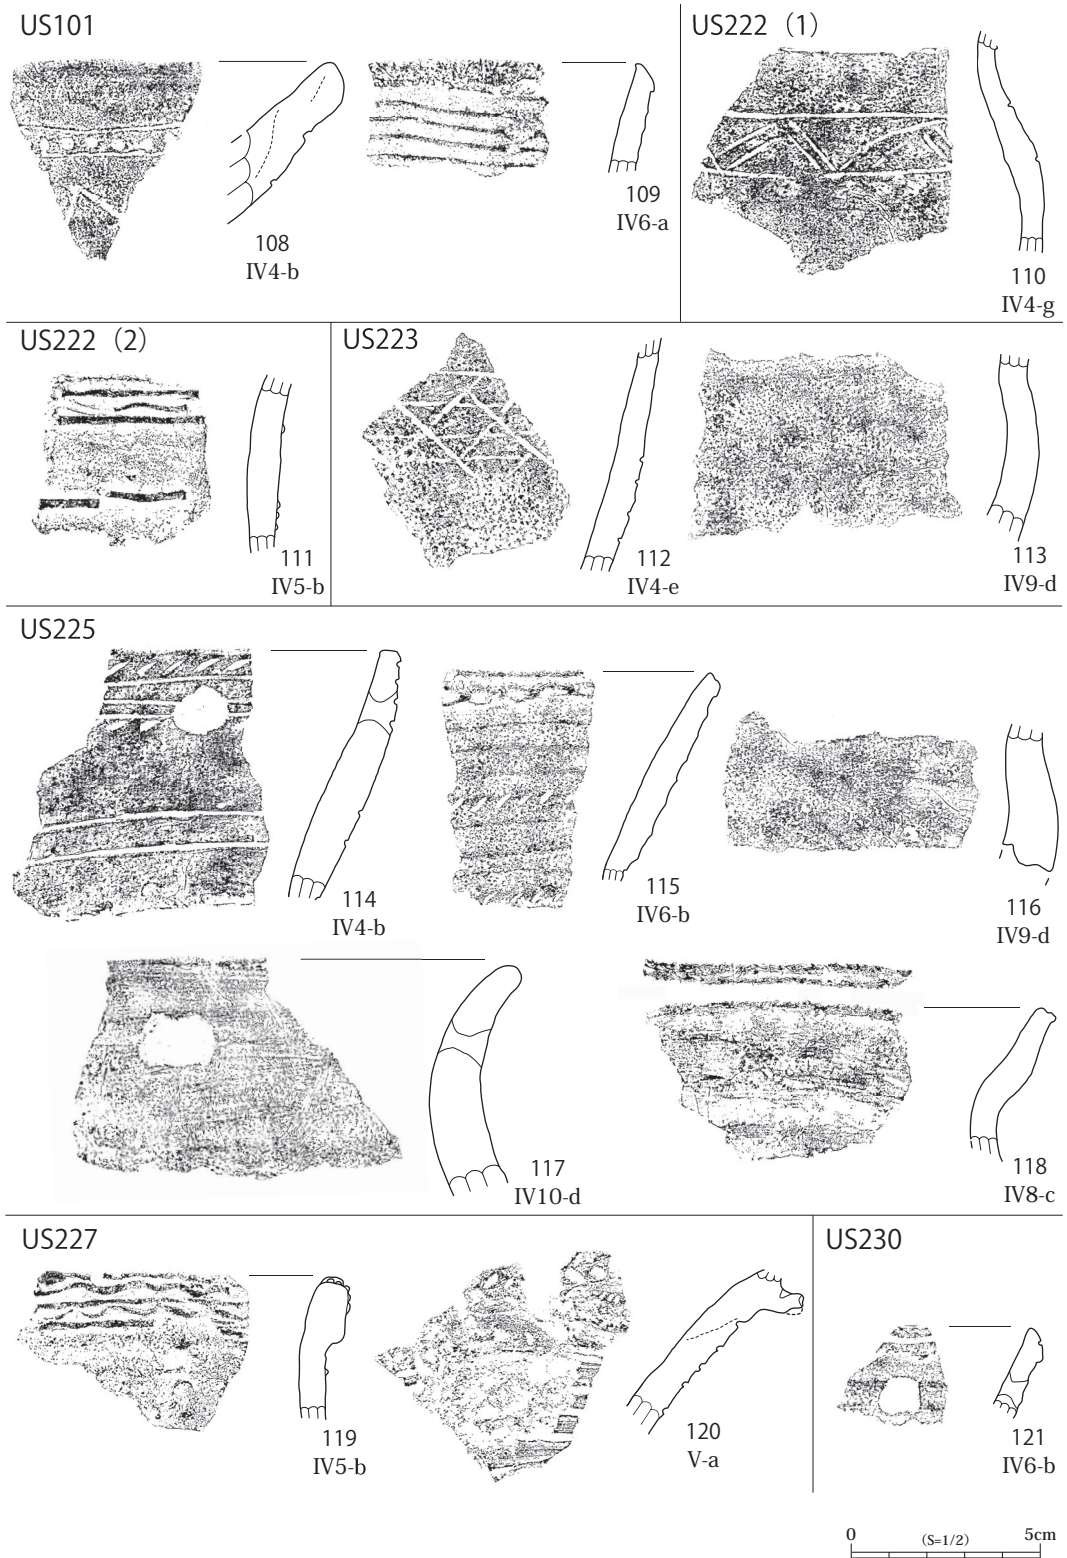 US101
108
IV4-b
109
IV6-a
US222（1）
110
IV4-g
US222（2）
111
IV5-b
US223
112
IV4-e
113
IV9-d
US225
114
IV4-b
115
IV6-b
116
IV9-d
117
IV10-d
118
IV8-c
US227
119
IV5-b
120
V-a
US230
121
IV6-b
0 (S=1/2) 5cm